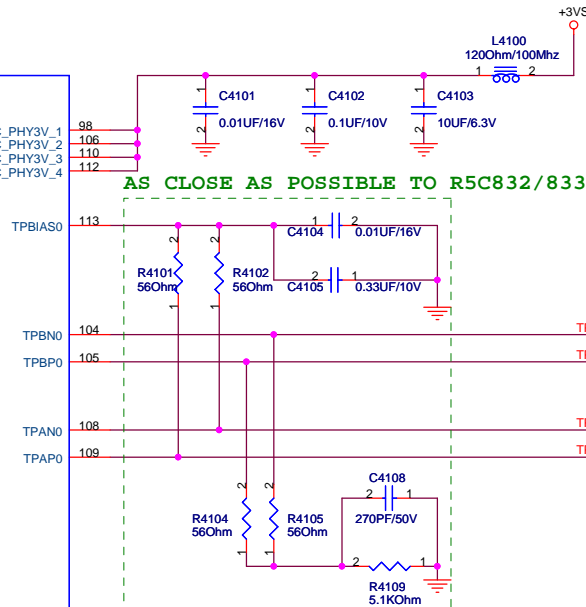 +3VS
L4100
120Ohm/100Mhz
1 2
1 C4101 1 C4102 1 C4103
2 0.01UF/16V 2 0.1UF/10V 2 10UF/6.3V
C_PHY3V_1 98
C_PHY3V_2 106
C_PHY3V_3 110
C_PHY3V_4 112
AS CLOSE AS POSSIBLE TO R5C832/833
TPBIAS0 113
1 2
C4104 0.01UF/16V
2 2
R4101 R4102
56Ohm 56Ohm
2 1
C4105 0.33UF/10V
1 1
TPBN0 104
TPBP0 105
TPAN0 108
TPAP0 109
C4108
2 1
270PF/50V
2 2
R4104 R4105
56Ohm 56Ohm
1 1
2 1
R4109
5.1KOhm